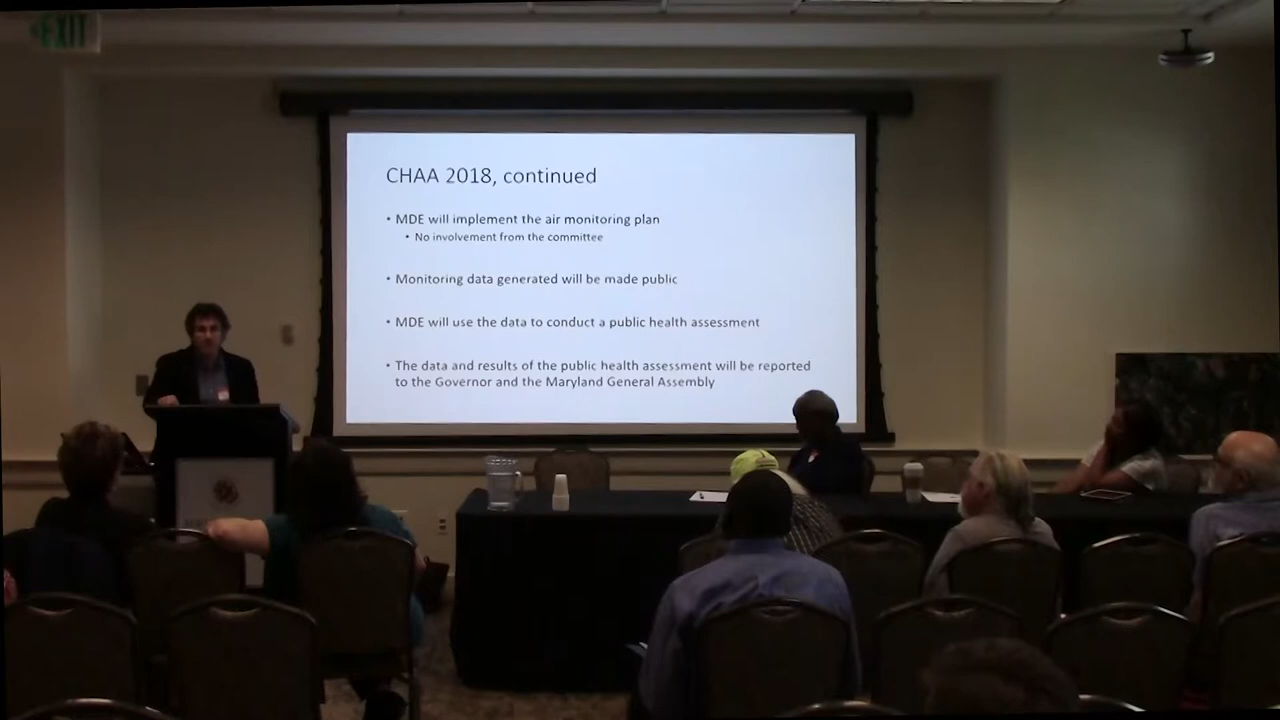 EXIT
CHAA 2018, continued
• MDE will implement the air monitoring plan
• No involvement from the committee
• Monitoring data generated will be made public
• MDE will use the data to conduct a public health assessment
• The data and results of the public health assessment will be reported
to the Governor and the Maryland General Assembly